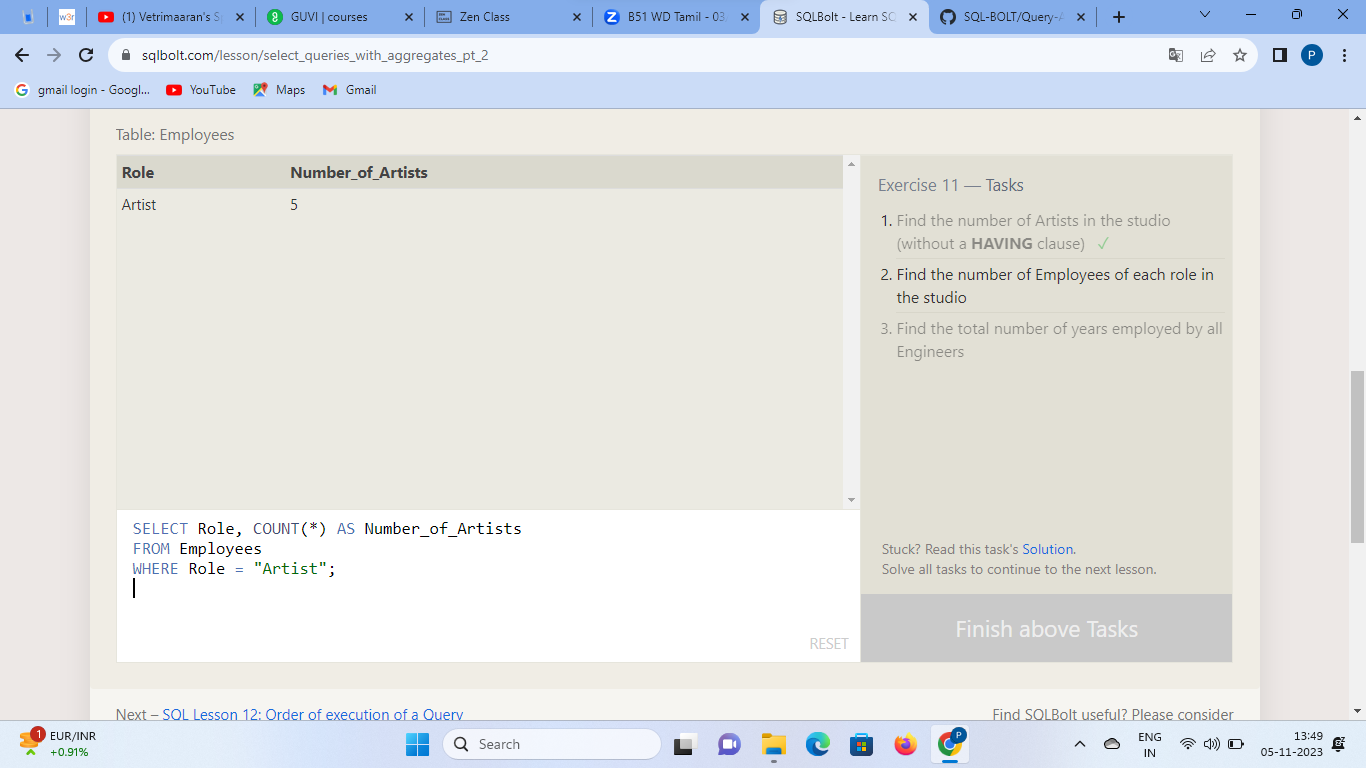 (1) Vetrimaaran's S
GUVI | courses
Zen Class
B51 WD Tamil - 03
SQLBolt - Learn SQ
SQL-BOLT/Query-A
sqlbolt.com/lesson/select_queries_with_aggregates_pt_2
P
gmail login - Googl...
YouTube
Maps
Gmail
Table: Employees
Role Number_of_Artists
Artist 5
Exercise 11 — Tasks
1. Find the number of Artists in the studio
(without a HAVING clause) ✓
2. Find the number of Employees of each role in
the studio
3. Find the total number of years employed by all
Engineers
SELECT Role, COUNT(*) AS Number_of_Artists
FROM Employees
WHERE Role = "Artist";
RESET
Stuck? Read this task's Solution.
Solve all tasks to continue to the next lesson.
Finish above Tasks
Next – SQL Lesson 12: Order of execution of a Query
Find SQLBolt useful? Please consider
1
EUR/INR
+0.91%
Search
P
ENG
IN
13:49
05-11-2023